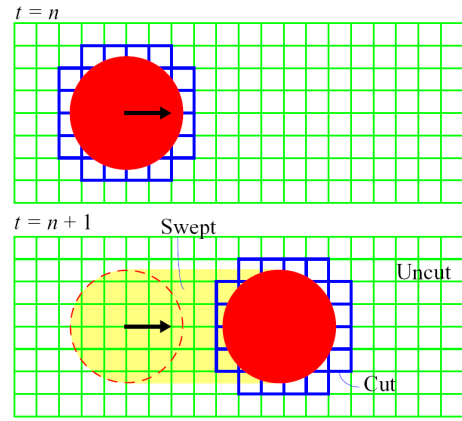 t = n
t = n + 1
Swept
Uncut
Cut